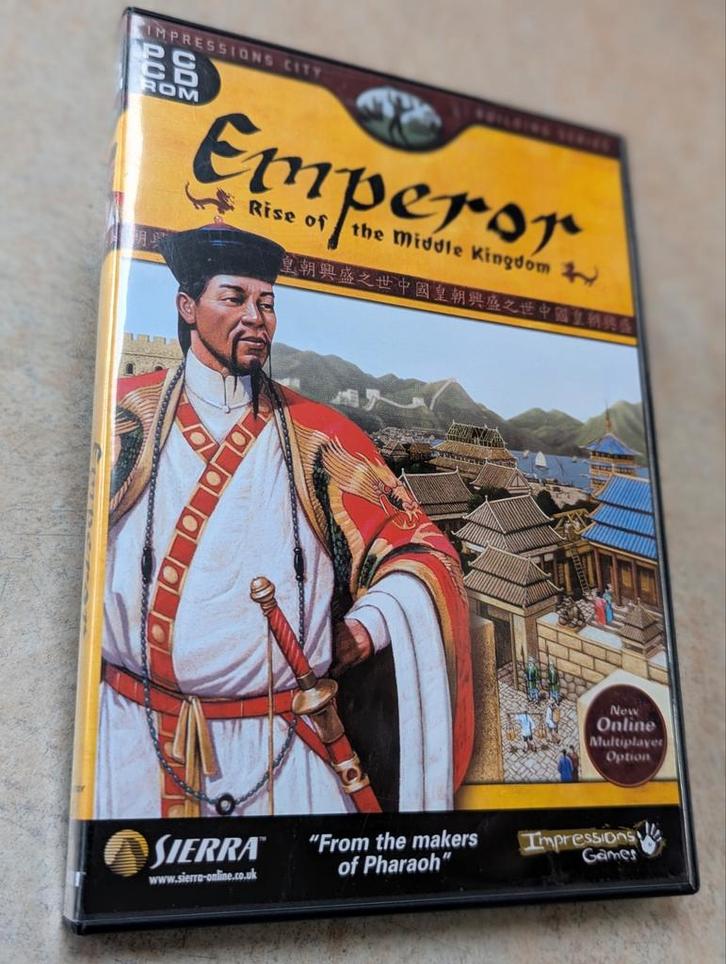 IMPRESSIONS CITY BUILDING SERIES
PC
CD
ROM
Emperor
Rise of the Middle Kingdom
皇朝興盛之世中國皇朝興盛之世中國皇朝興盛
Emperor
New
Online
Multiplayer
Option
SIERRA™
www.sierra-online.co.uk
"From the makers
of Pharaoh"
Impressions
Games